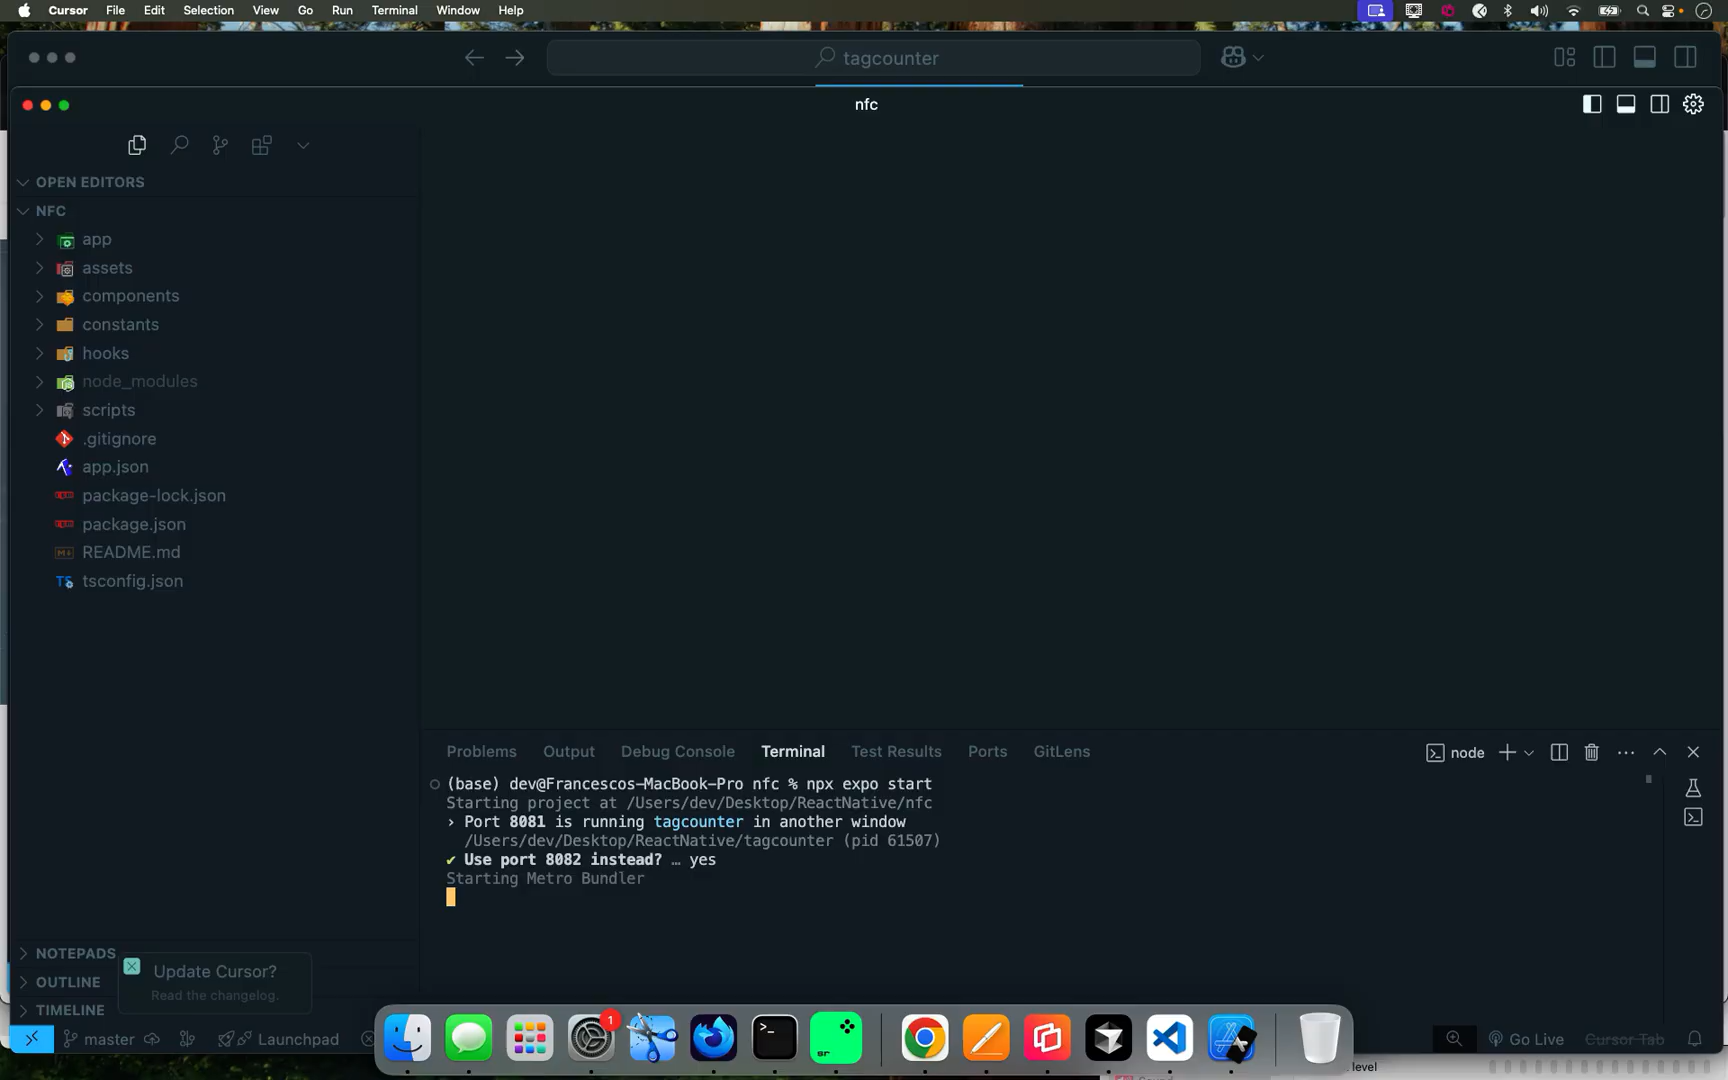 Cursor File Edit Selection View Go Run Terminal Window Help
tagcounter
nfc
OPEN EDITORS
NFC
app
assets
components
constants
hooks
node_modules
scripts
.gitignore
app.json
package-lock.json
package.json
README.md
tsconfig.json
Problems Output Debug Console Terminal Test Results Ports GitLens
node
(base) dev@Francescos-MacBook-Pro nfc % npx expo start
Starting project at /Users/dev/Desktop/ReactNative/nfc
› Port 8081 is running tagcounter in another window
/Users/dev/Desktop/ReactNative/tagcounter (pid 61507)
✔ Use port 8082 instead? … yes
Starting Metro Bundler
NOTEPADS
OUTLINE
TIMELINE
Update Cursor?
Read the changelog.
master
Launchpad
1
sr
Go Live
Cursor Tab
level